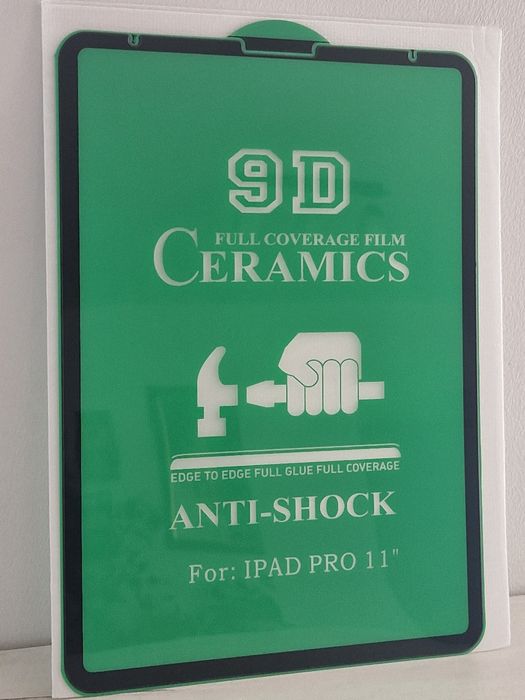 9D
FULL COVERAGE FILM
CERAMICS
EDGE TO EDGE FULL GLUE FULL COVERAGE
ANTI-SHOCK
For: IPAD PRO 11"